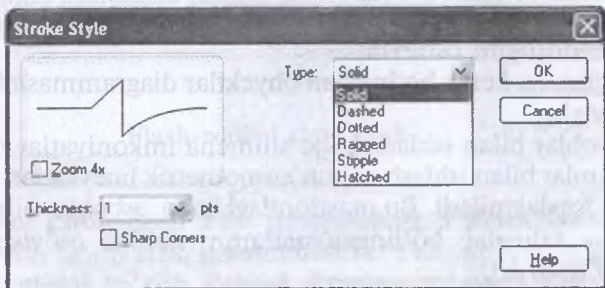 Stroke Style
Type: Solid
OK
Solid
Dashed
Dotted
Ragged
Stipple
Hatched
Cancel
Zoom 4x
Thickness: 1 pts
Sharp Corners
Help